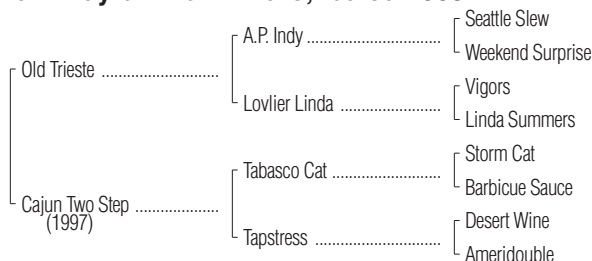 Seattle Slew
A.P. Indy
Weekend Surprise
Old Trieste
Vigors
Lovlier Linda
Linda Summers
Storm Cat
Tabasco Cat
Barbicue Sauce
Cajun Two Step
(1997)
Desert Wine
Tapstress
Ameridouble